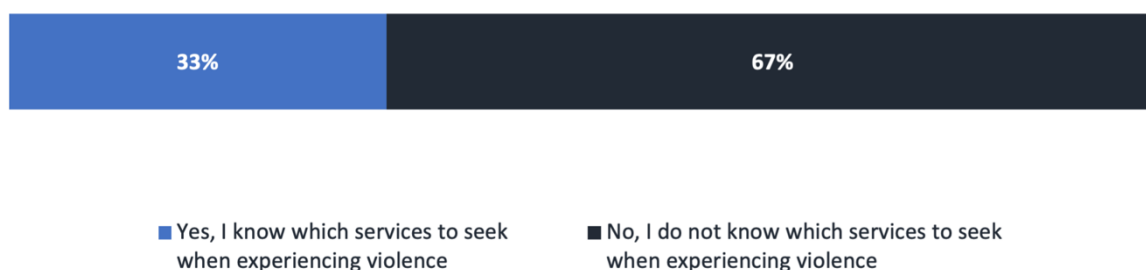 33%
67%
Yes, I know which services to seek
when experiencing violence
No, I do not know which services to seek
when experiencing violence